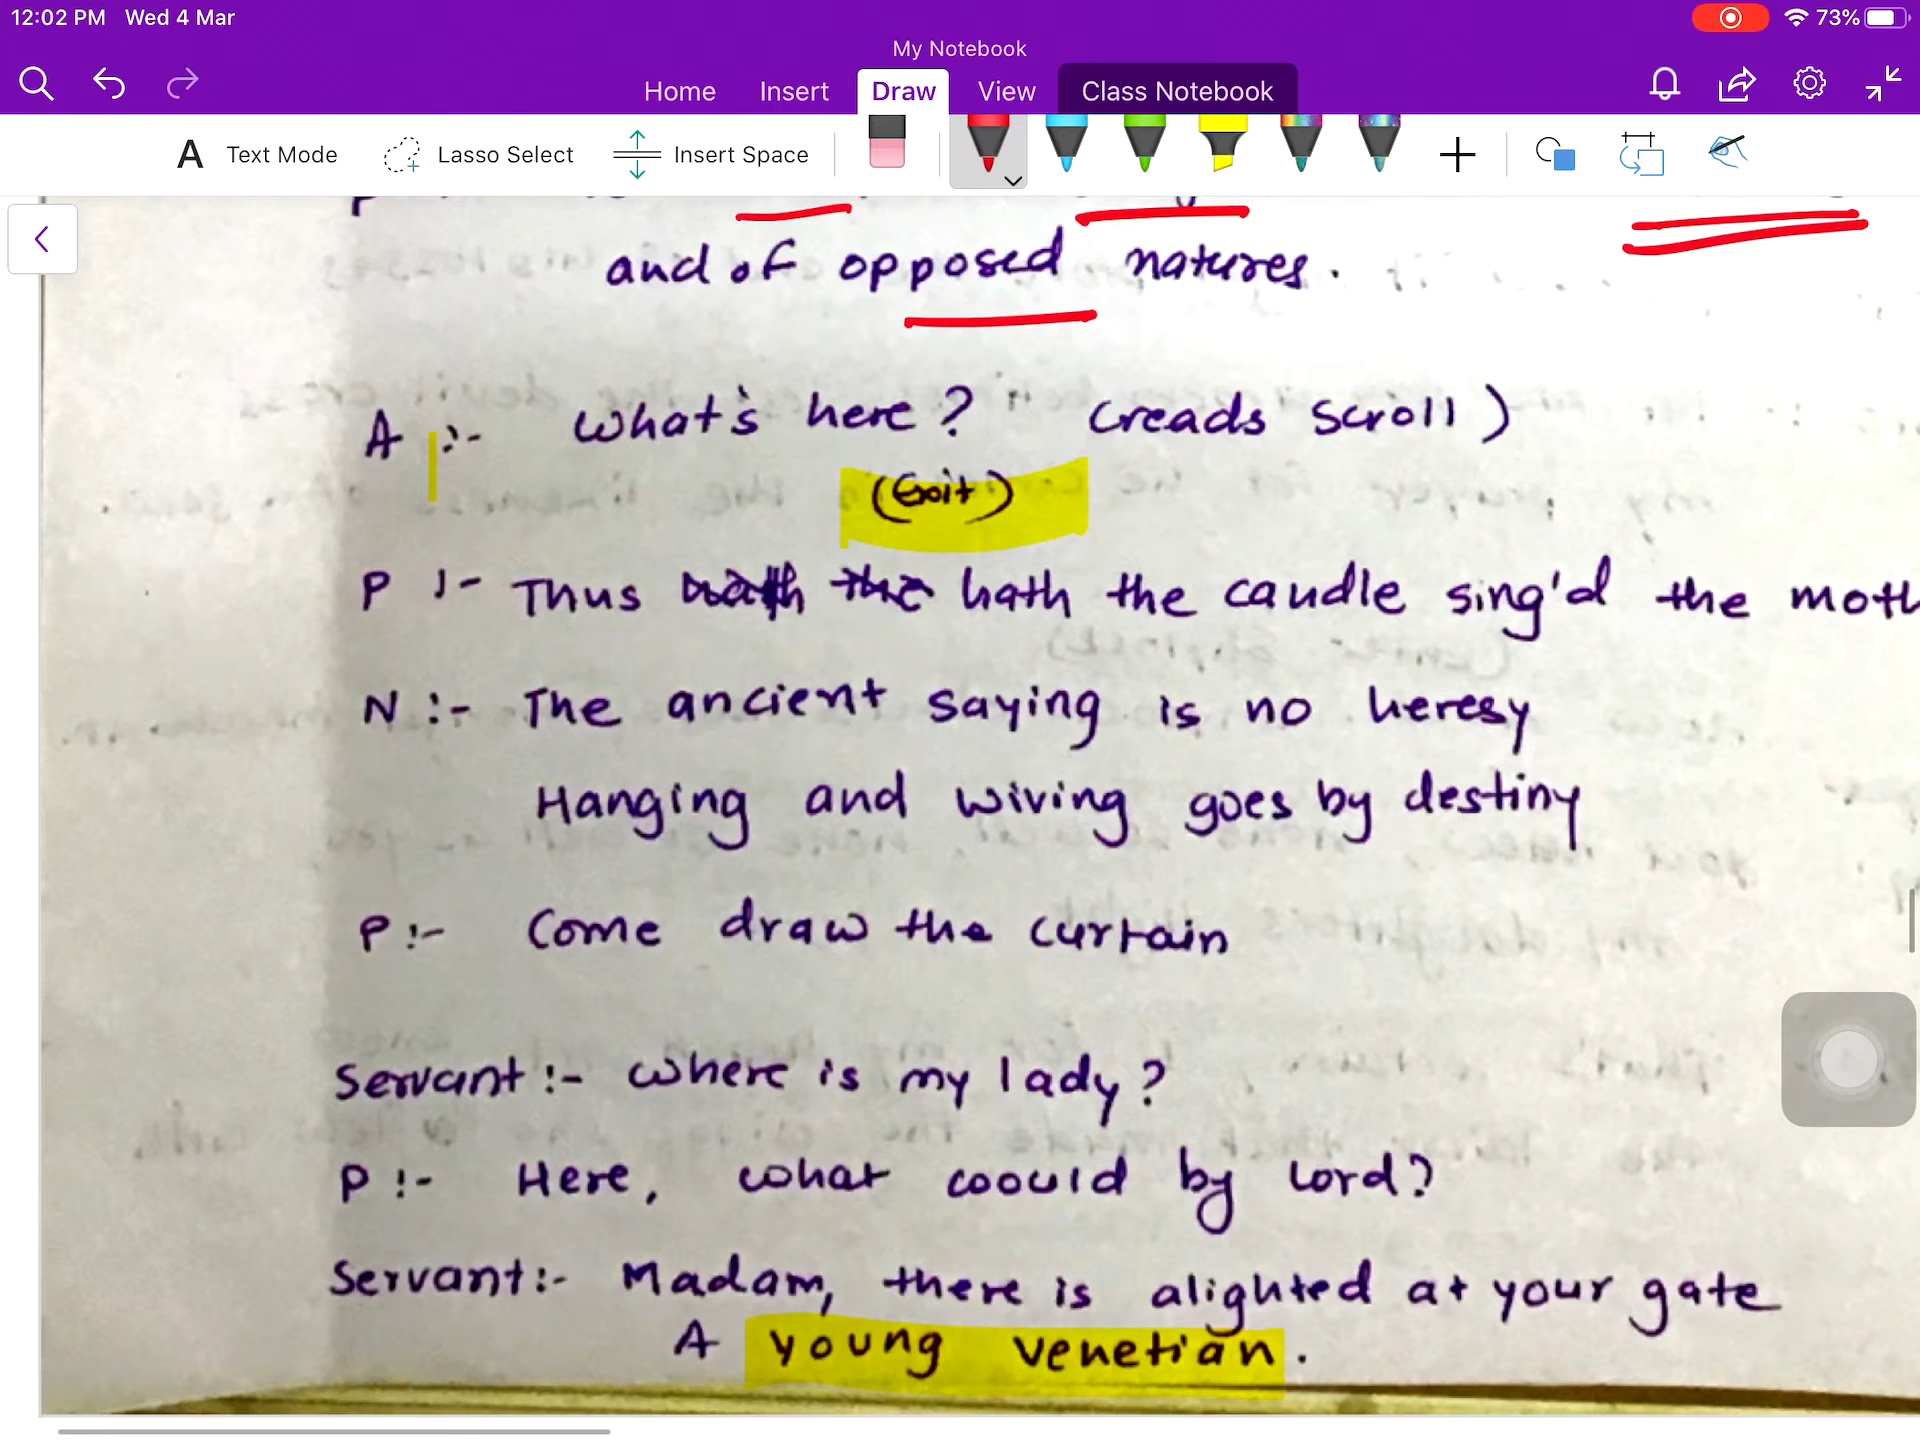 12:02 PM Wed 4 Mar
73%
My Notebook
Home Insert Draw View Class Notebook
A Text Mode Lasso Select Insert Space
and of opposed natures.
A :- What's here? (reads scroll)
(Exit)
P :- Thus hath the hath the candle sing'd the moth
N :- The ancient saying is no heresy
Hanging and wiving goes by destiny
P :- Come draw the curtain
Servant :- Where is my lady?
P :- Here, what would by lord?
Servant :- Madam, there is alighted at your gate
A young venetian.